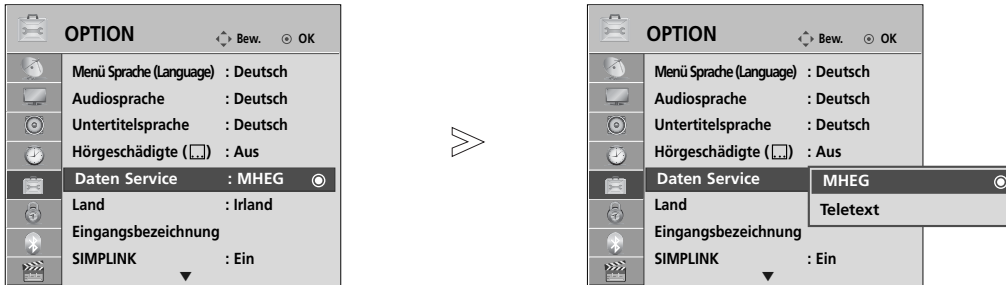 OPTION Bew. OK
Menü Sprache (Language) : Deutsch
Audiosprache : Deutsch
Untertitelsprache : Deutsch
Hörgeschädigte ( ) : Aus
Daten Service : MHEG
Land : Irland
Eingangsbezeichnung
SIMPLINK : Ein
OPTION Bew. OK
Menü Sprache (Language) : Deutsch
Audiosprache : Deutsch
Untertitelsprache : Deutsch
Hörgeschädigte ( ) : Aus
Daten Service
MHEG
Land
Teletext
Eingangsbezeichnung
SIMPLINK : Ein